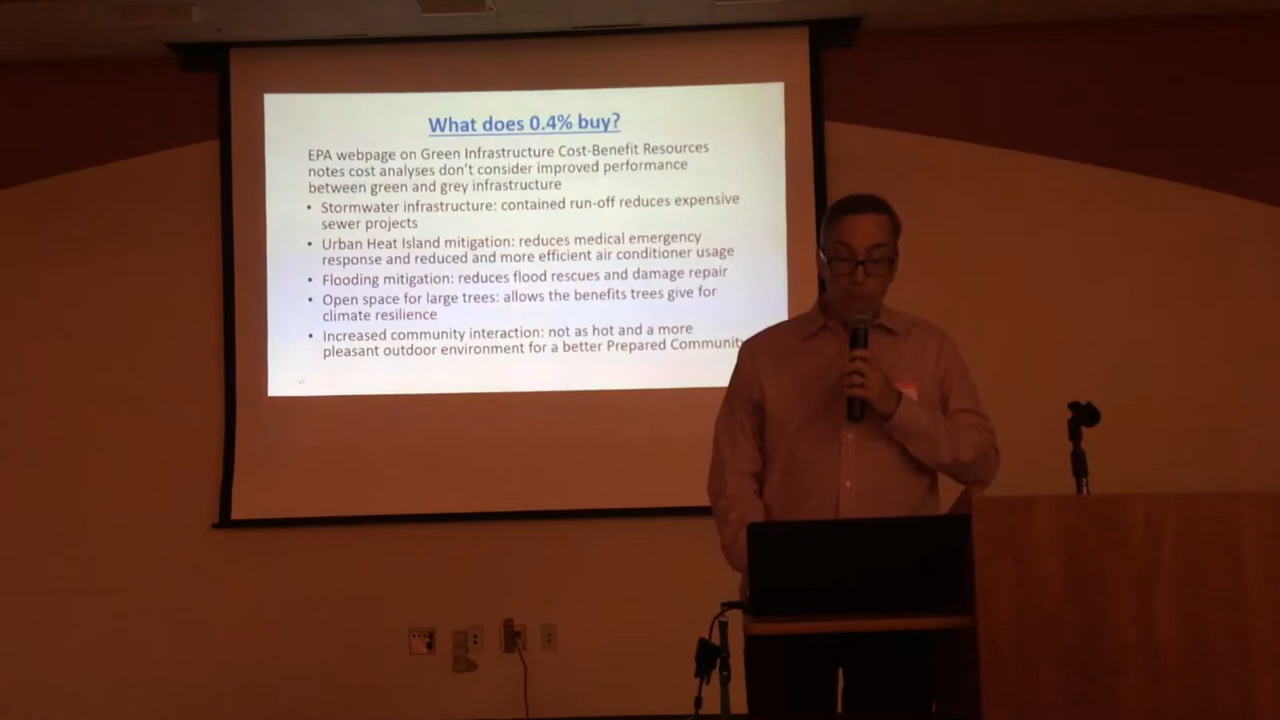 What does 0.4% buy?
EPA webpage on Green Infrastructure Cost-Benefit Resources
notes cost analyses don't consider improved performance
between green and grey infrastructure
• Stormwater infrastructure: contained run-off reduces expensive
sewer projects
• Urban Heat Island mitigation: reduces medical emergency
response and reduced and more efficient air conditioner usage
• Flooding mitigation: reduces flood rescues and damage repair
• Open space for large trees: allows the benefits trees give for
climate resilience
• Increased community interaction: not as hot and a more
pleasant outdoor environment for a better Prepared Community